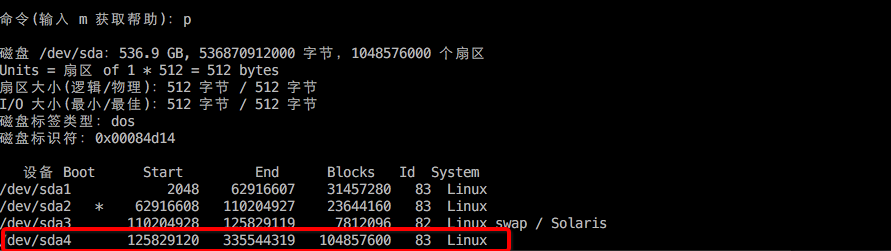 命令(输入 m 获取帮助)：p
磁盘 /dev/sda：536.9 GB, 536870912000 字节，1048576000 个扇区
Units = 扇区 of 1 * 512 = 512 bytes
扇区大小(逻辑/物理)：512 字节 / 512 字节
I/O 大小(最小/最佳)：512 字节 / 512 字节
磁盘标签类型：dos
磁盘标识符：0x00084d14
设备 Boot Start End Blocks Id System
/dev/sda1 2048 62916607 31457280 83 Linux
/dev/sda2 * 62916608 110204927 23644160 83 Linux
/dev/sda3 110204928 125829119 7812096 82 Linux swap / Solaris
/dev/sda4 125829120 335544319 104857600 83 Linux